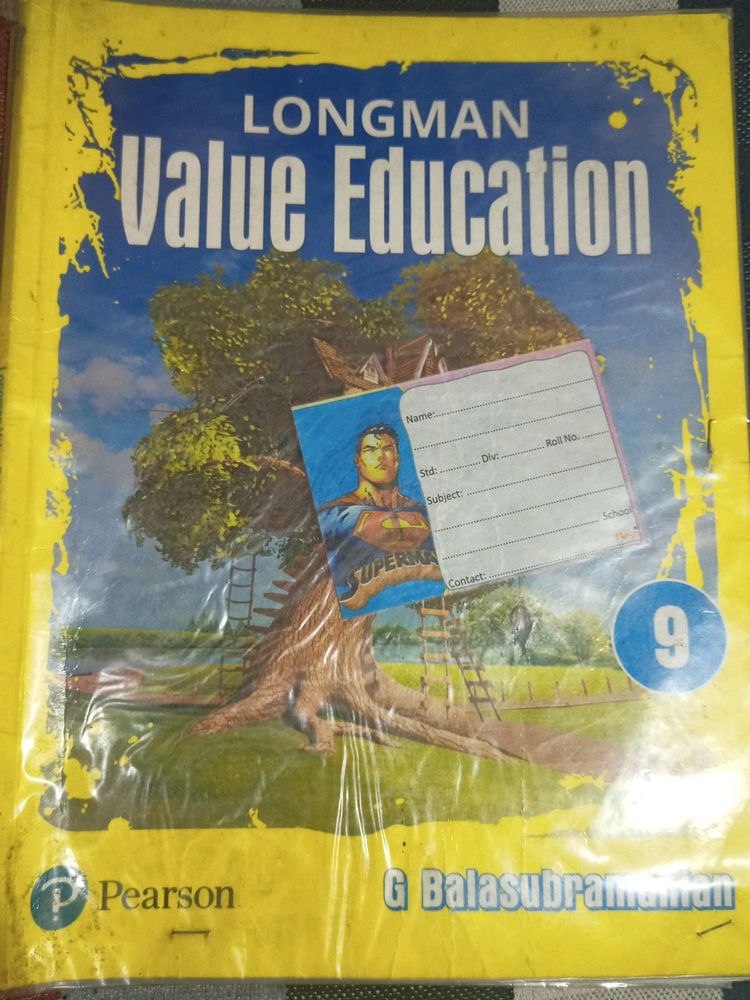 LONGMAN
Value Education
Name:
Std: Div: Roll No.
Subject:
School
SUPERMAN
Contact:
9
Pearson
G Balasubramanian